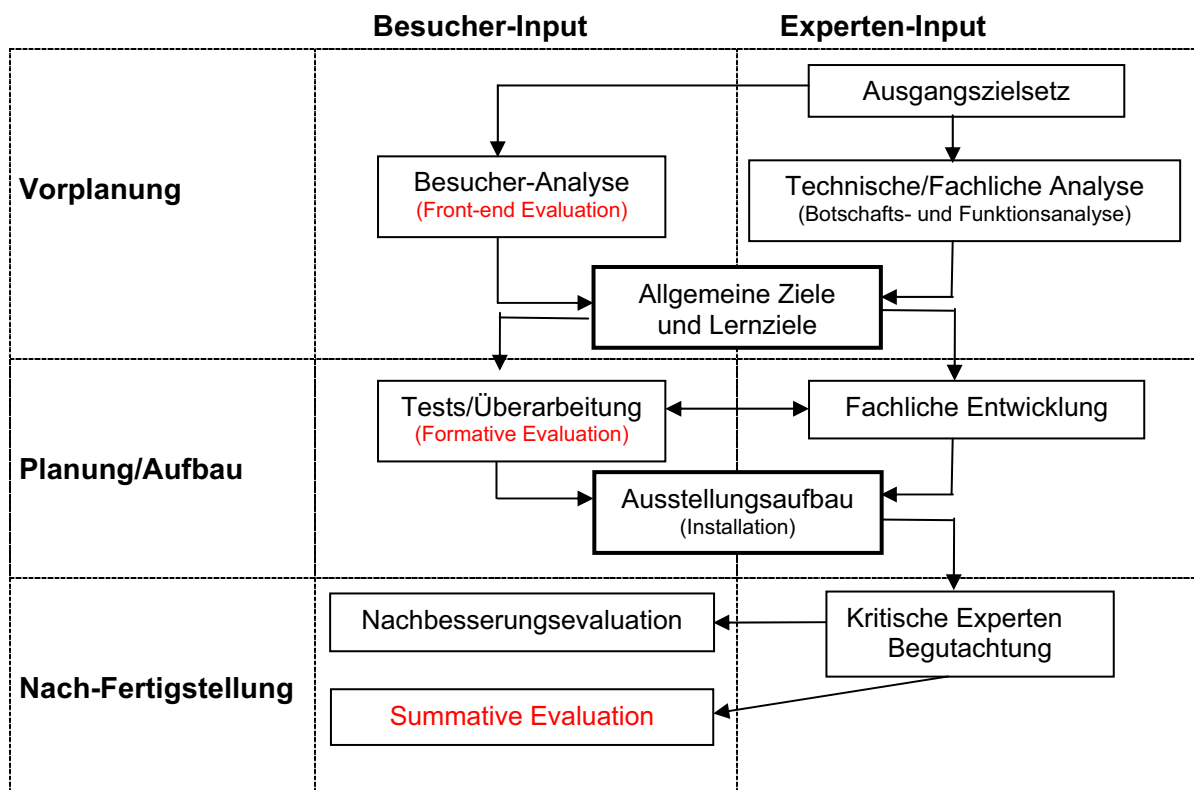 Besucher-Input
Experten-Input
Ausgangszielsetz
Vorplanung
Besucher-Analyse
(Front-end Evaluation)
Technische/Fachliche Analyse
(Botschafts- und Funktionsanalyse)
Allgemeine Ziele
und Lernziele
Planung/Aufbau
Tests/Überarbeitung
(Formative Evaluation)
Fachliche Entwicklung
Ausstellungsaufbau
(Installation)
Nach-Fertigstellung
Nachbesserungsevaluation
Kritische Experten
Begutachtung
Summative Evaluation